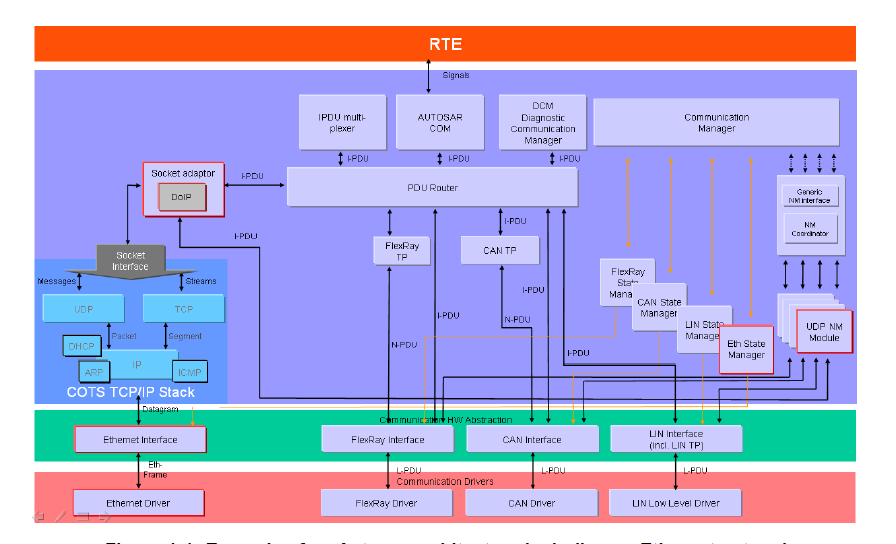 RTE
Signals
IPDU multi-
plexer
AUTOSAR
COM
DCM
Diagnostic
Communication
Manager
Communication
Manager
I-PDU
I-PDU
I-PDU
Socket adaptor
DoIP
I-PDU
PDU Router
Generic
NM interface
NM
Coordinator
I-PDU
I-PDU
I-PDU
FlexRay
TP
CAN TP
Socket
Interface
Messages
Streams
FlexRay
State
Manager
I-PDU
I-PDU
CAN State
Manager
UDP
TCP
LIN State
Manager
UDP NM
Module
N-PDU
Packet
Segment
Eth State
Manager
N-PDU
I-PDU
DHCP
IP
ARP
ICMP
COTS TCP/IP Stack
Datagram
Communication HW Abstraction
Ethernet Interface
FlexRay Interface
CAN Interface
LIN Interface
(incl. LIN TP)
Eth-
Frame
L-PDU
L-PDU
L-PDU
Communication Drivers
Ethernet Driver
FlexRay Driver
CAN Driver
LIN Low Level Driver